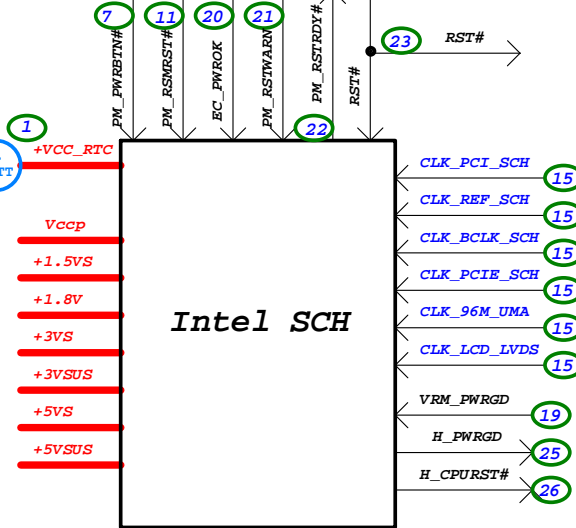 7
11
20
21
PM_PWRBTN#
PM_RSMRST#
EC_PWROK
PM_RSTWARN
PM_RSTRDY#
RST#
23
RST#
22
1
+VCC_RTC
Vccp
+1.5VS
+1.8V
+3VS
+3VSUS
+5VS
+5VSUS
Intel SCH
CLK_PCI_SCH
15
CLK_REF_SCH
15
CLK_BCLK_SCH
15
CLK_PCIE_SCH
15
CLK_96M_UMA
15
CLK_LCD_LVDS
15
VRM_PWRGD
19
H_PWRGD
25
H_CPURST#
26